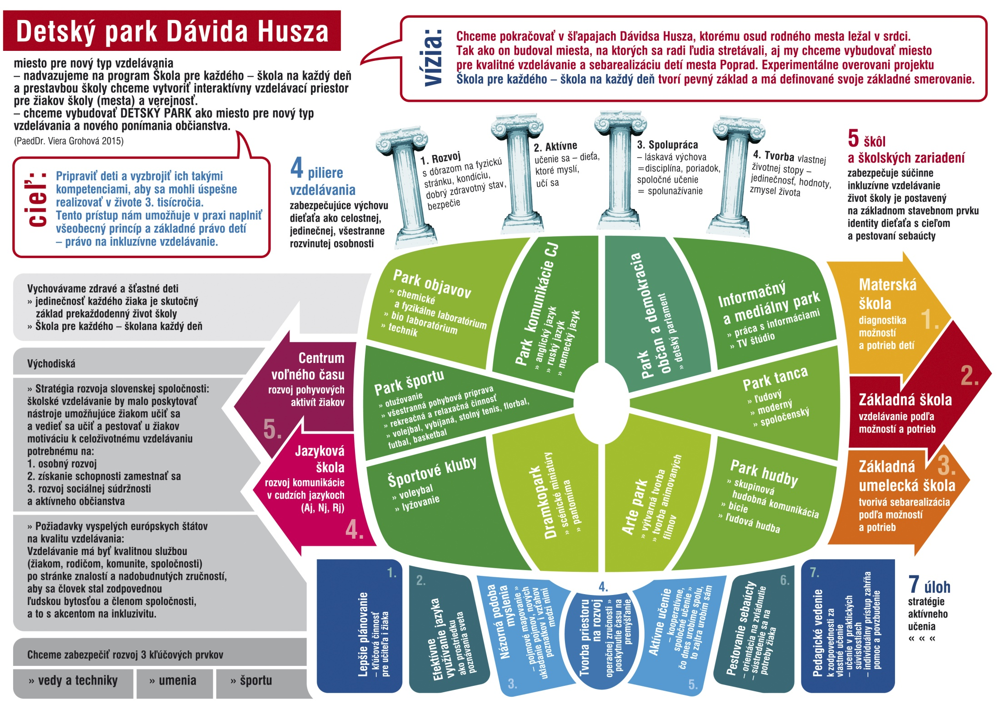 Detský park Dávida Husza
miesto pre nový typ vzdelávania
– nadvazujeme na program Škola pre každého – škola na každý deň
a prestavbou školy chceme vytvoriť interaktívny vzdelávací priestor
pre žiakov školy (mesta) a verejnosť.
– chceme vybudovať DETSKÝ PARK ako miesto pre nový typ
vzdelávania a nového ponímania občianstva.
(PaedDr. Viera Grohová 2015)
vízia:
Chceme pokračovať v šľapajach Dávidsa Husza, ktorému osud rodného mesta ležal v srdci.
Tak ako on budoval miesta, na ktorých sa radi ľudia stretávali, aj my chceme vybudovať miesto
pre kvalitné vzdelávanie a sebarealizáciu detí mesta Poprad. Experimentálne overovani projektu
Škola pre každého – škola na každý deň tvorí pevný základ a má definované svoje základné smerovanie.
cieľ:
Pripraviť deti a vyzbrojiť ich takými
kompetenciami, aby sa mohli úspešne
realizovať v živote 3. tisícročia.
Tento prístup nám umožňuje v praxi naplniť
všeobecný princíp a základné právo detí
– právo na inkluzívne vzdelávanie.
4 piliere
vzdelávania
zabezpečujúce výchovu
dieťaťa ako celostnej,
jedinečnej, všestranne
rozvinutej osobnosti
1. Rozvoj
s dôrazom na fyzickú
stránku, kondíciu,
dobrý zdravotný stav,
bezpečie
2. Aktívne
učenie sa – dieťa,
ktoré myslí,
učí sa
3. Spolupráca
– láskavá výchova
=disciplína, poriadok,
spoločné učenie
= spolunažívanie
4. Tvorba vlastnej
životnej stopy –
jedinečnosť, hodnoty,
zmysel života
5 škôl
a školských zariadení
zabezpečuje súčinne
inkluzívne vzdelávanie
život školy je postavený
na základnom stavebnom prvku
identity dieťaťa s cieľom
a pestovaní sebaúcty
Vychovávame zdravé a šťastné deti
» jedinečnosť každého žiaka je skutočný
základ prekaždodenný život školy
» Škola pre každého – školana každý deň
Východiská
» Stratégia rozvoja slovenskej spoločnosti:
školské vzdelávanie by malo poskytovať
nástroje umožňujúce žiakom učiť sa
a vedieť sa učiť a pestovať u žiakov
motiváciu k celoživotnému vzdelávaniu
potrebnému na:
1. osobný rozvoj
2. získanie schopnosti zamestnať sa
3. rozvoj sociálnej súdržnosti
a aktívneho občianstva
» Požiadavky vyspelých európskych štátov
na kvalitu vzdelávania:
Vzdelávanie má byť kvalitnou službou
(žiakom, rodičom, komunite, spoločnosti)
po stránke znalostí a nadobudnutých zručností,
aby sa človek stal zodpovednou
ľudskou bytosťou a členom spoločnosti,
a to s akcentom na inkluzivitu.
Chceme zabezpečiť rozvoj 3 kľúčových prvkov
» vedy a techniky
» umenia
» športu
Centrum
voľného času
rozvoj pohyvových
aktivít žiakov
5.
Jazyková
škola
rozvoj komunikácie
v cudzích jazykoch
(Aj, Nj, Rj)
4.
Park objavov
» chemické
a fyzikálne laboratórium
» bio laboratórium
» technik
Park komunikácie CJ
» anglický jazyk
» ruský jazyk
» nemecký jazyk
Park
občan a demokracia
» detský parlament
Informačný
a mediálny park
» práca s informáciami
» TV štúdio
Park športu
» otužovanie
» všestranná pohybová príprava
» rekreačná a relaxačná činnosť
» volejbal, vybíjaná, stolný tenis, florbal,
futbal, basketbal
Park tanca
» ľudový
» moderný
» spoločenský
Športové kluby
» voleybal
» lyžovanie
Dramkopark
» scénické miniatúry
» pantomíma
Arte park
» výtvarná tvorba
» tvorba animovaných
filmov
Park hudby
» skupinová
hudobná komunikácia
» bicie
» ľudová hudba
Materská
škola
diagnostika
možností
a potrieb detí
1.
Základná škola
vzdelávanie podľa
možností a potrieb
2.
Základná
umelecká škola
tvorivá sebarealizácia
podľa možností
a potrieb
3.
1.
Lepšie plánovanie
– kľúčová činnosť
pre učiteľa i žiaka
2.
Efektívne
využívanie jazyka
ako prostriedku
poznávania sveta
Názorná podoba
myslenia
– pojmové mapovanie »
ukladanie pojmov, nových
poznatkov i vzťahov
medzi nimi
3.
4.
Tvorba priestoru
na rozvoj
operačnej zručnosti »
poskytnutie času na
premýšľanie
Aktívne učenie
– kooperatívne,
spoločné učenie »
čo dnes urobíme spolu,
to zajtra urobím sám
5.
6.
Pestovanie sebaúcty
– orientácia na zvládnutie
– sústredenie sa na
potreby žiaka
7.
Pedagogické vedenie
k zodpovednosti za
vlastné učenie
– učenie v praktických
súvislostiach
– individuálny prístup zahŕňa
pomoc a povzbudenie
7 úloh
stratégie
aktívneho
učenia
« « «